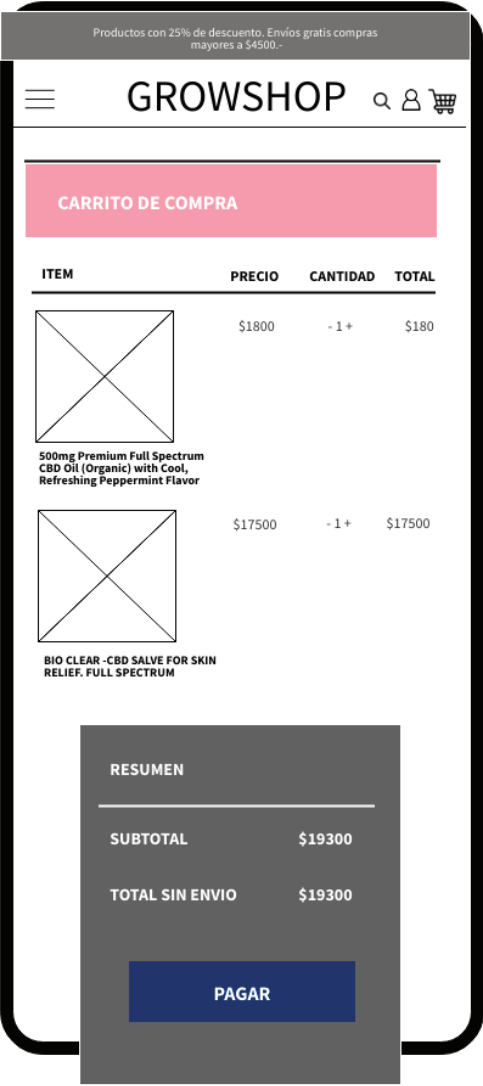 Productos con 25% de descuento. Envíos gratis compras
mayores a $4500.-
GROWSHOP
CARRITO DE COMPRA
ITEM PRECIO CANTIDAD TOTAL
$1800 - 1 + $180
500mg Premium Full Spectrum
CBD Oil (Organic) with Cool,
Refreshing Peppermint Flavor
$17500 - 1 + $17500
BIO CLEAR -CBD SALVE FOR SKIN
RELIEF. FULL SPECTRUM
RESUMEN
SUBTOTAL $19300
TOTAL SIN ENVIO $19300
PAGAR